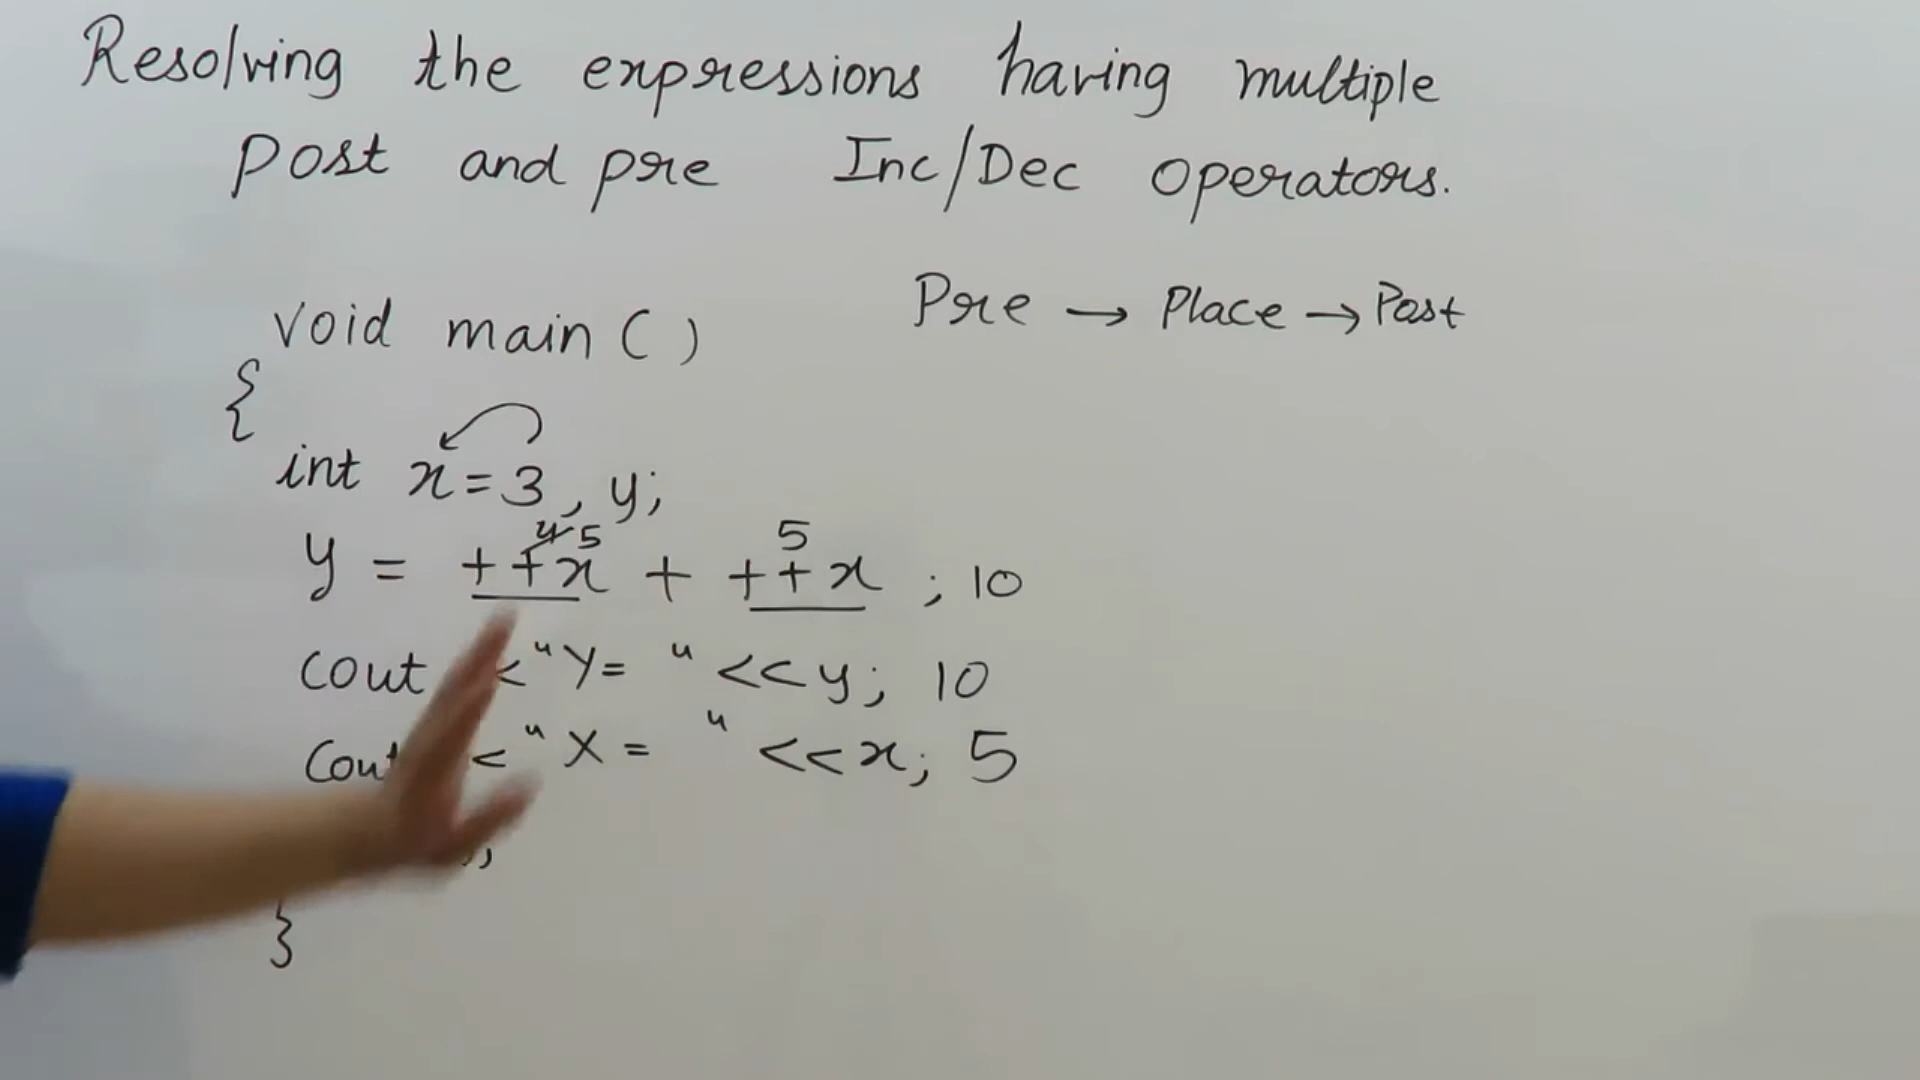 Resolving the expressions having multiple
post and pre Inc/Dec operators.
Pre → Place → Post
void main ( )
{
int x=3, y;
4 5 5
y = ++x + ++x ; 10
cout < "Y= " <<y; 10
Cout < " X = " <<x; 5
;
}